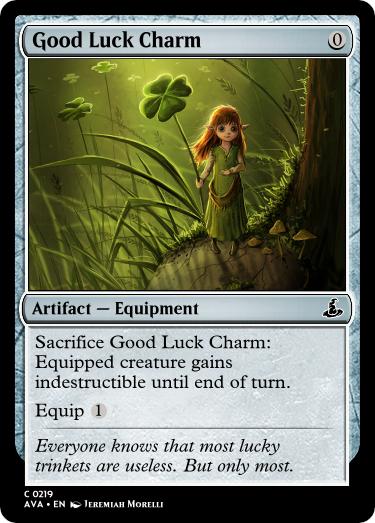 Good Luck Charm 0
Artifact — Equipment
Sacrifice Good Luck Charm:
Equipped creature gains
indestructible until end of turn.
Equip 1
Everyone knows that most lucky
trinkets are useless. But only most.
C 0219
AVA • EN Jeremiah Morelli